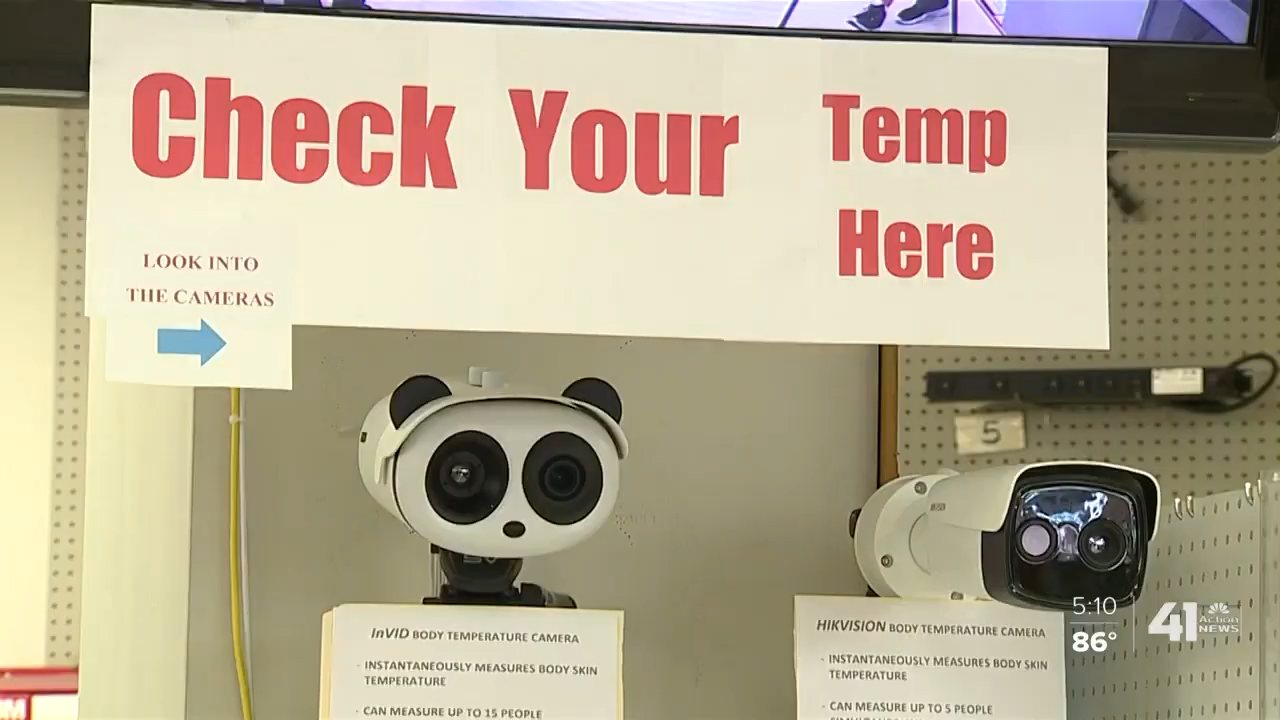 Check Your Temp
Here
LOOK INTO
THE CAMERAS
5
InVID BODY TEMPERATURE CAMERA
- INSTANTANEOUSLY MEASURES BODY SKIN
TEMPERATURE
- CAN MEASURE UP TO 15 PEOPLE
HIKVISION BODY TEMPERATURE CAMERA
- INSTANTANEOUSLY MEASURES BODY SKIN
TEMPERATURE
- CAN MEASURE UP TO 5 PEOPLE
5:10
86°
41 Action NEWS